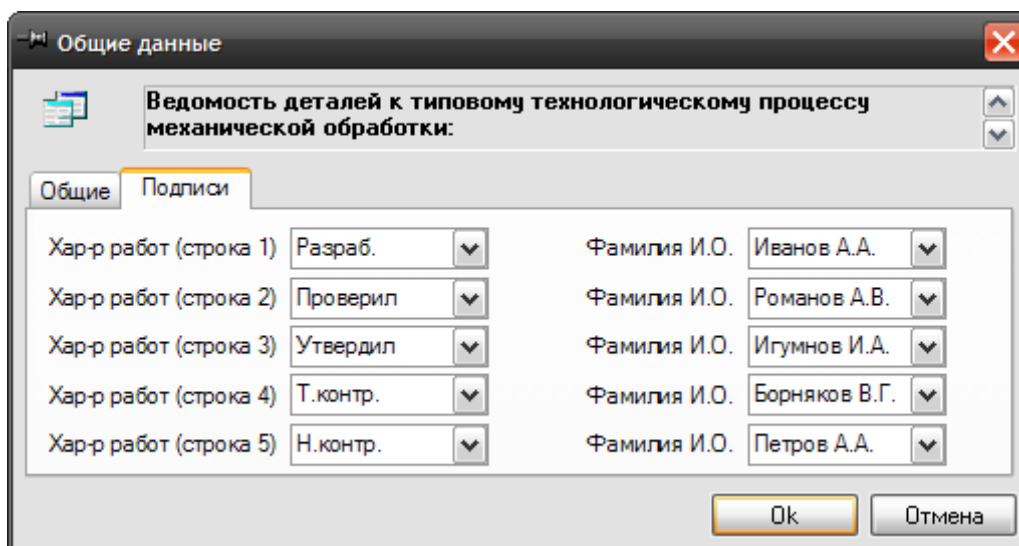 Общие данные
Ведомость деталей к типовому технологическому процессу
механической обработки:
Общие Подписи
Хар-р работ (строка 1) Разраб. Фамилия И.О. Иванов А.А.
Хар-р работ (строка 2) Проверил Фамилия И.О. Романов А.В.
Хар-р работ (строка 3) Утвердил Фамилия И.О. Игумнов И.А.
Хар-р работ (строка 4) Т.контр. Фамилия И.О. Борняков В.Г.
Хар-р работ (строка 5) Н.контр. Фамилия И.О. Петров А.А.
Ok Отмена